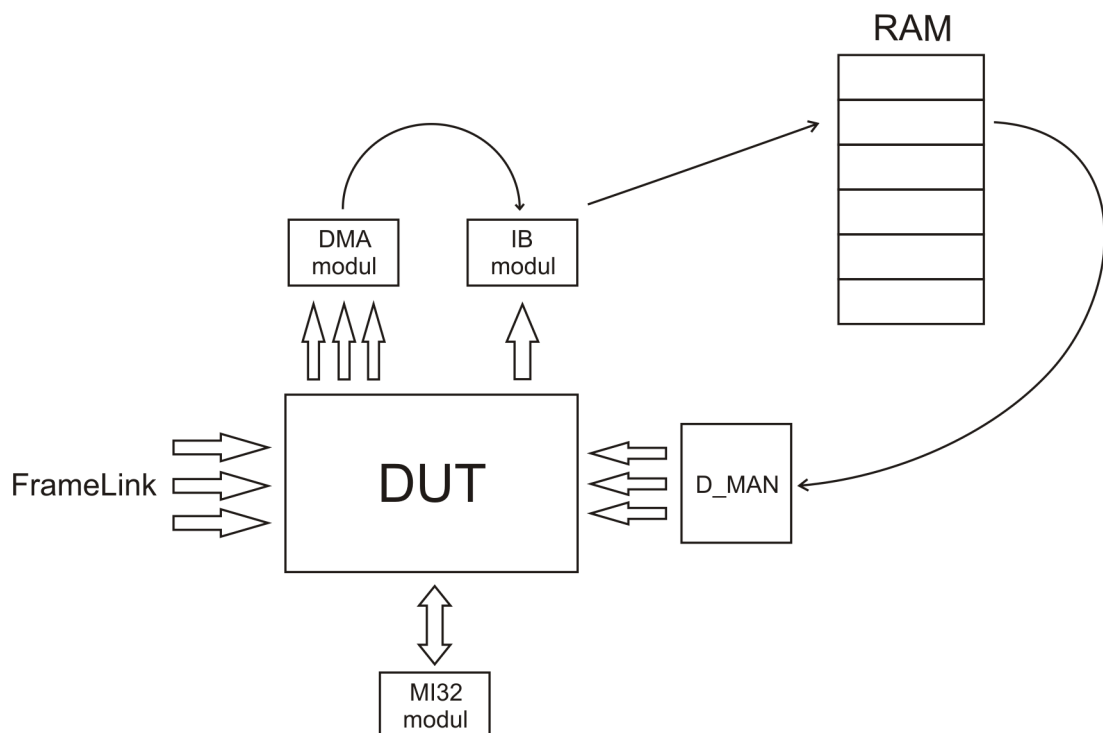 RAM
DMA
modul
IB
modul
FrameLink
DUT
D_MAN
MI32
modul